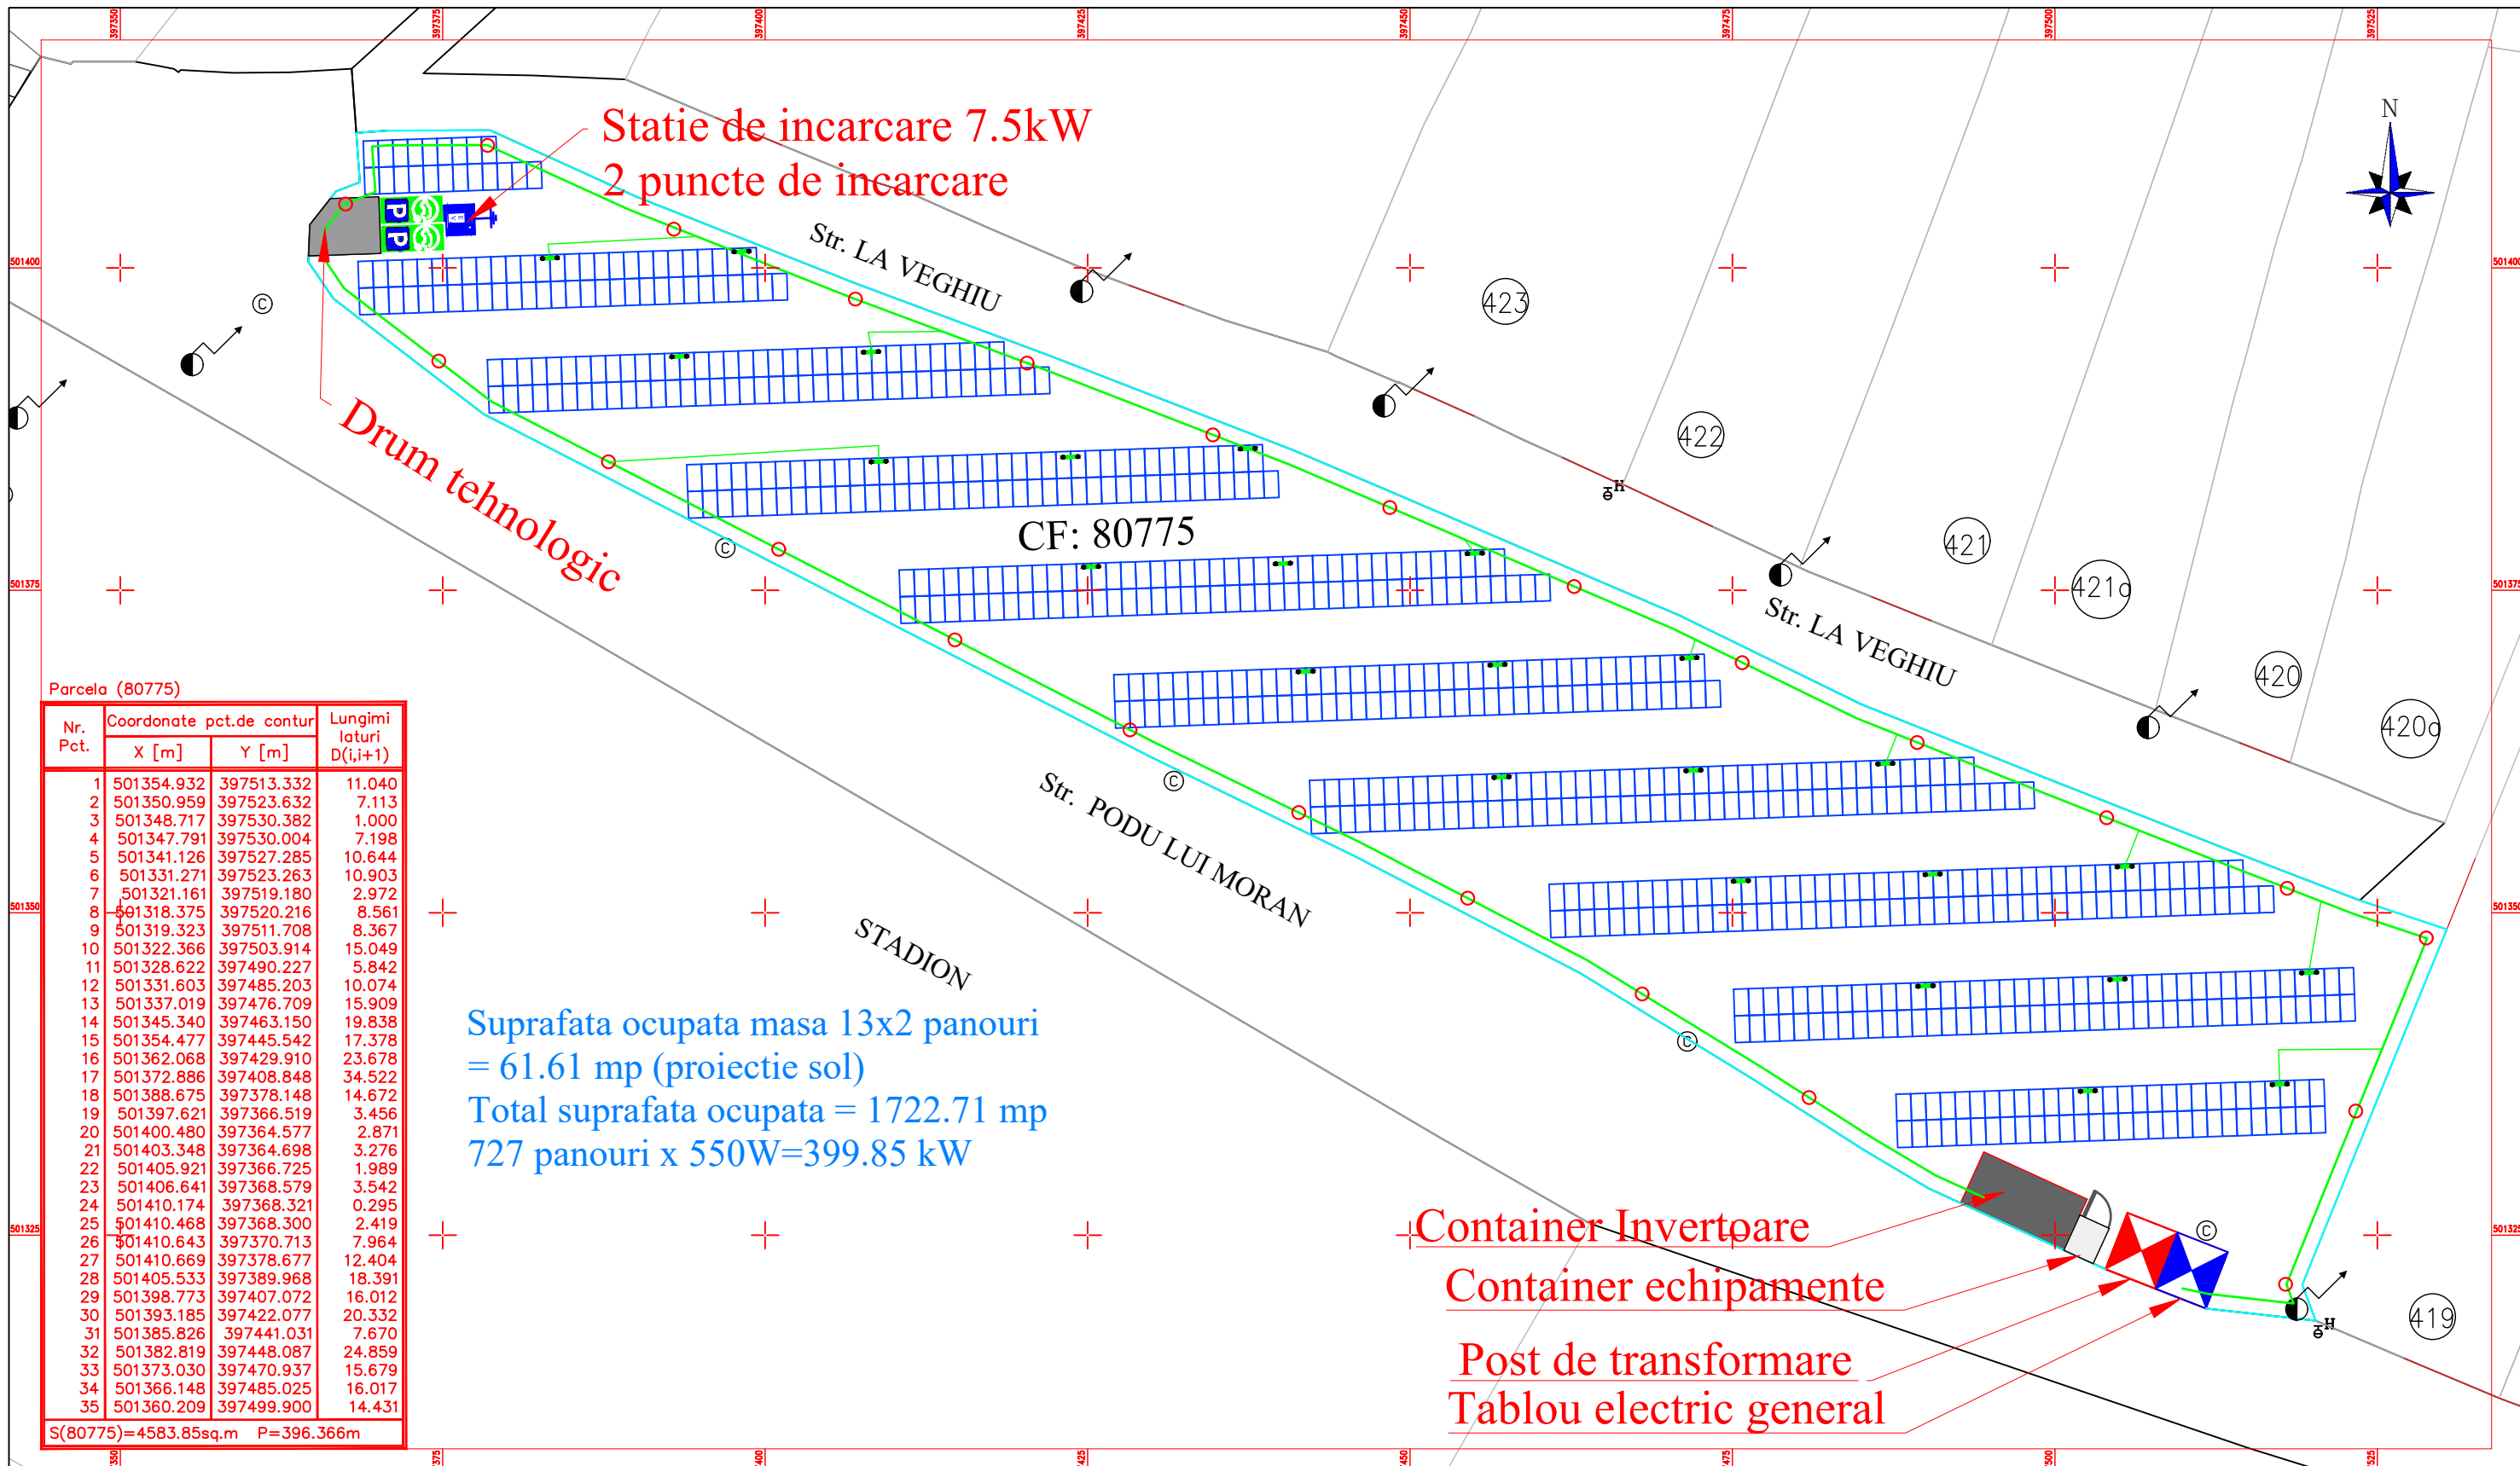 397350 397375 397400 397425 397450 397475 397500 397525
Statie de incarcare 7.5kW
2 puncte de incarcare
N
P
P
Str. LA VEGHIU
501400 501400
423
422
421
421a
420
420a
Drum tehnologic
CF: 80775
501375 501375
Str. LA VEGHIU
H
Str. PODU LUI MORAN
STADION
Parcela (80775)
Nr. Pct. Coordonate pct.de contur Lungimi laturi D(i,i+1)
X [m] Y [m]
1 501354.932 397513.332 11.040
2 501350.959 397523.632 7.113
3 501348.717 397530.382 1.000
4 501347.791 397530.004 7.198
5 501341.126 397527.285 10.644
6 501331.271 397523.263 10.903
7 501321.161 397519.180 2.972
8 501318.375 397520.216 8.561
9 501319.323 397511.708 8.367
10 501322.366 397503.914 15.049
11 501328.622 397490.227 5.842
12 501331.603 397485.203 10.074
13 501337.019 397476.709 15.909
14 501345.340 397463.150 19.838
15 501354.477 397445.542 17.378
16 501362.068 397429.910 23.678
17 501372.886 397408.848 34.522
18 501388.675 397378.148 14.672
19 501397.621 397366.519 3.456
20 501400.480 397364.577 2.871
21 501403.348 397364.698 3.276
22 501405.921 397366.725 1.989
23 501406.641 397368.579 3.542
24 501410.174 397368.321 0.295
25 501410.468 397368.300 2.419
26 501410.643 397370.713 7.964
27 501410.669 397378.677 12.404
28 501405.533 397389.968 18.391
29 501398.773 397407.072 16.012
30 501393.185 397422.077 20.332
31 501385.826 397441.031 7.670
32 501382.819 397448.087 24.859
33 501373.030 397470.937 15.679
34 501366.148 397485.025 16.017
35 501360.209 397499.900 14.431
S(80775)=4583.85sq.m P=396.366m
501350 501350
Suprafata ocupata masa 13x2 panouri
= 61.61 mp (proiectie sol)
Total suprafata ocupata = 1722.71 mp
727 panouri x 550W=399.85 kW
501325 501325
Container Invertoare
Container echipamente
Post de transformare
Tablou electric general
H
419